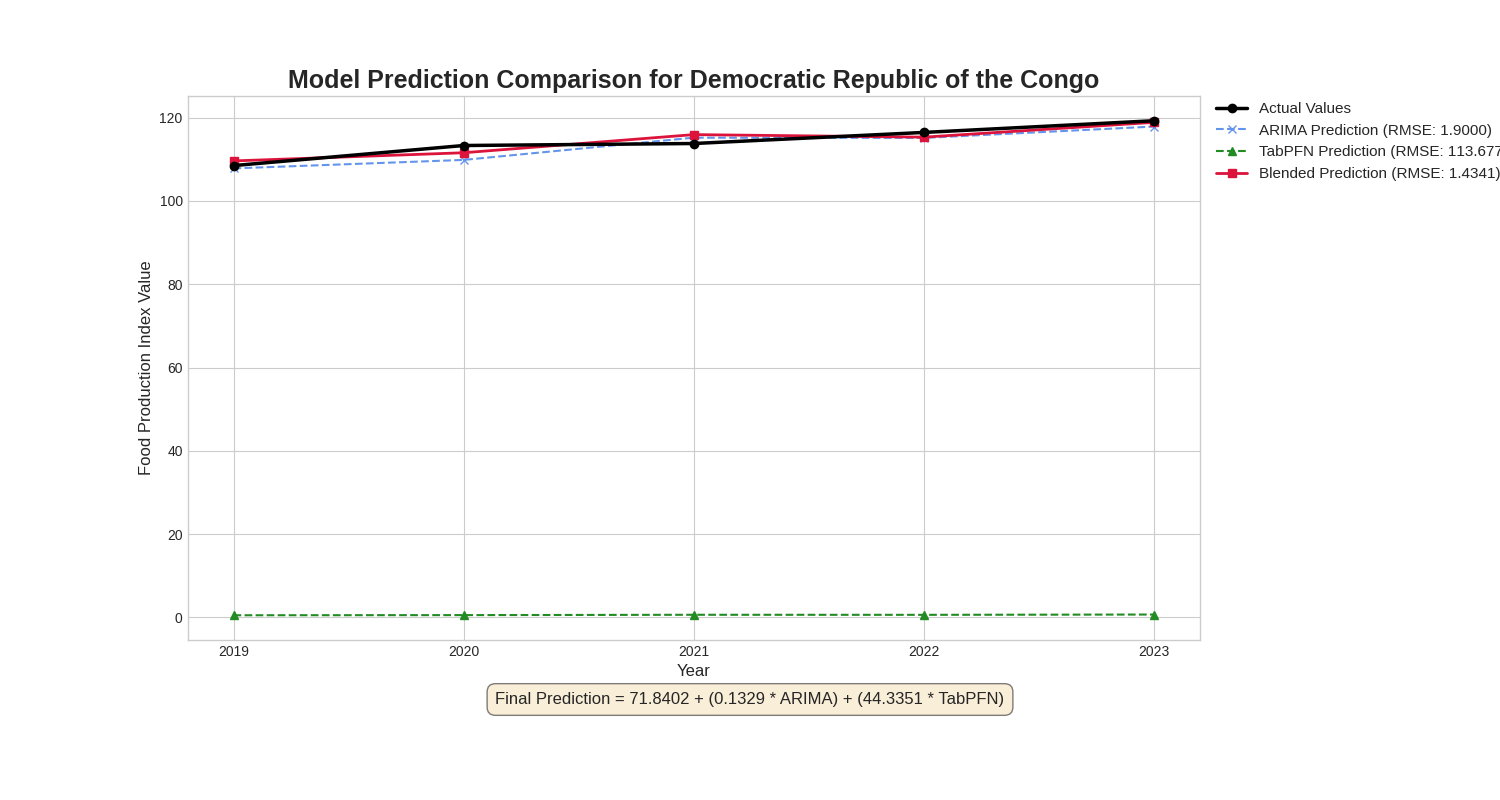 Model Prediction Comparison for Democratic Republic of the Congo
Actual Values
ARIMA Prediction (RMSE: 1.9000)
TabPFN Prediction (RMSE: 113.677
Blended Prediction (RMSE: 1.4341)
Food Production Index Value
120
100
80
60
40
20
0
2019 2020 2021 2022 2023
Year
Final Prediction = 71.8402 + (0.1329 * ARIMA) + (44.3351 * TabPFN)